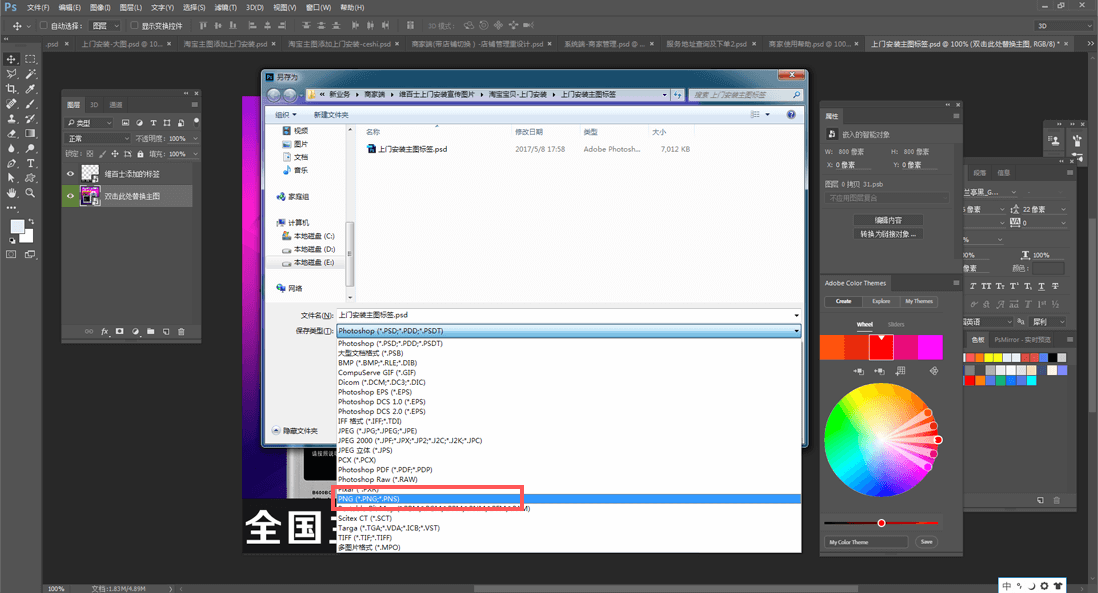 Ps 文件(F) 编辑(E) 图像(I) 图层(L) 文字(Y) 选择(S) 滤镜(T) 3D(D) 视图(V) 窗口(W) 帮助(H)
自动选择: 图层 显示变换控件 3D 模式: 3D
.psd × 上门安装-大图.psd @ 10... × 淘宝主图添加上门安装.psd × 淘宝主图添加上门安装-ceshi.psd × 商家端(带店铺切换) -店铺管理重设计.psd × 系统端-商家管理.psd @ ... × 服务地址查询及下单2.psd × 商家使用帮助.psd @ 100... × 上门安装主图标签.psd @ 100% (双击此处替换主图, RGB/8) * ×
图层 3D 通道
类型
正常 不透明度: 100%
锁定: 填充: 100%
维百士添加的标签
双击此处替换主图
另存为
新业务 商家端 维百士上门安装宣传图片 淘宝宝贝-上门安装 上门安装主图标签
搜索 上门安装主图标签
组织 新建文件夹
视频
图片
文档
音乐
家庭组
计算机
本地磁盘 (C:)
本地磁盘 (D:)
本地磁盘 (E:)
网络
名称 修改日期 类型 大小
上门安装主图标签.psd 2017/5/8 17:58 Adobe Photosh... 7,012 KB
文件名(N): 上门安装主图标签.psd
保存类型(T): Photoshop (*.PSD;*.PDD;*.PSDT)
Photoshop (*.PSD;*.PDD;*.PSDT)
大型文档格式 (*.PSB)
BMP (*.BMP;*.RLE;*.DIB)
CompuServe GIF (*.GIF)
Dicom (*.DCM;*.DC3;*.DIC)
Photoshop EPS (*.EPS)
Photoshop DCS 1.0 (*.EPS)
Photoshop DCS 2.0 (*.EPS)
IFF 格式 (*.IFF;*.TDI)
JPEG (*.JPG;*.JPEG;*.JPE)
JPEG 2000 (*.JPF;*.JPX;*.JP2;*.J2C;*.J2K;*.JPC)
JPEG 立体 (*.JPS)
PCX (*.PCX)
Photoshop PDF (*.PDF;*.PDP)
Photoshop Raw (*.RAW)
Pixar (*.PXR)
PNG (*.PNG;*.PNS)
Scitex CT (*.SCT)
Targa (*.TGA;*.VDA;*.ICB;*.VST)
TIFF (*.TIF;*.TIFF)
多图片格式 (*.MPO)
隐藏文件夹
全国
属性
嵌入的智能对象
W: 800 像素 H: 800 像素
X: 0 像素 Y: 0 像素
图层 0 拷贝 31.psb
不应用图层复合
编辑内容
转换为链接对象...
Adobe Color Themes
Create Explore My Themes
Wheel Sliders
My Color Theme Save
段落 信息
22 像素
0
100%
颜色:
犀利
色板 PsMirror - 实时预览
100% 文档:1.83M/4.89M
中